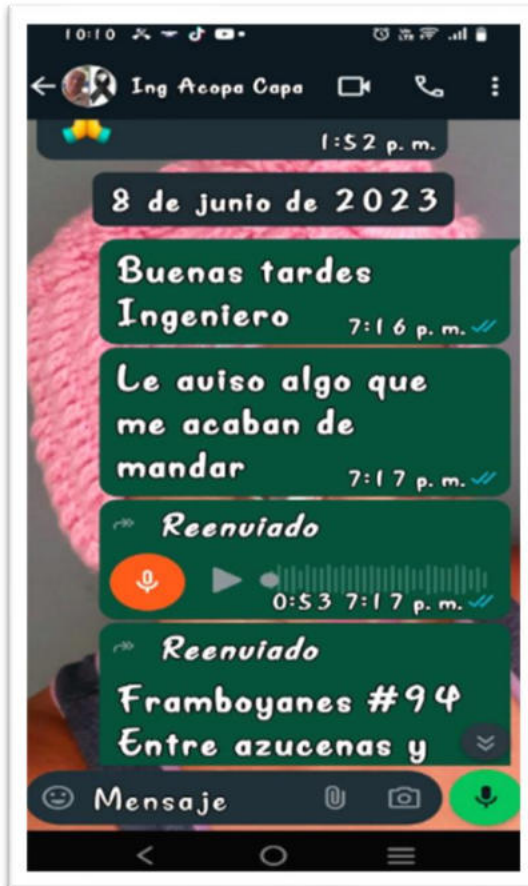 10:10
Ing Acopa Capa
1:52 p. m.
8 de junio de 2023
Buenas tardes
Ingeniero 7:16 p. m.
Le aviso algo que
me acaban de
mandar 7:17 p. m.
Reenviado
0:53 7:17 p. m.
Reenviado
Framboyanes #94
Entre azucenas y
Mensaje